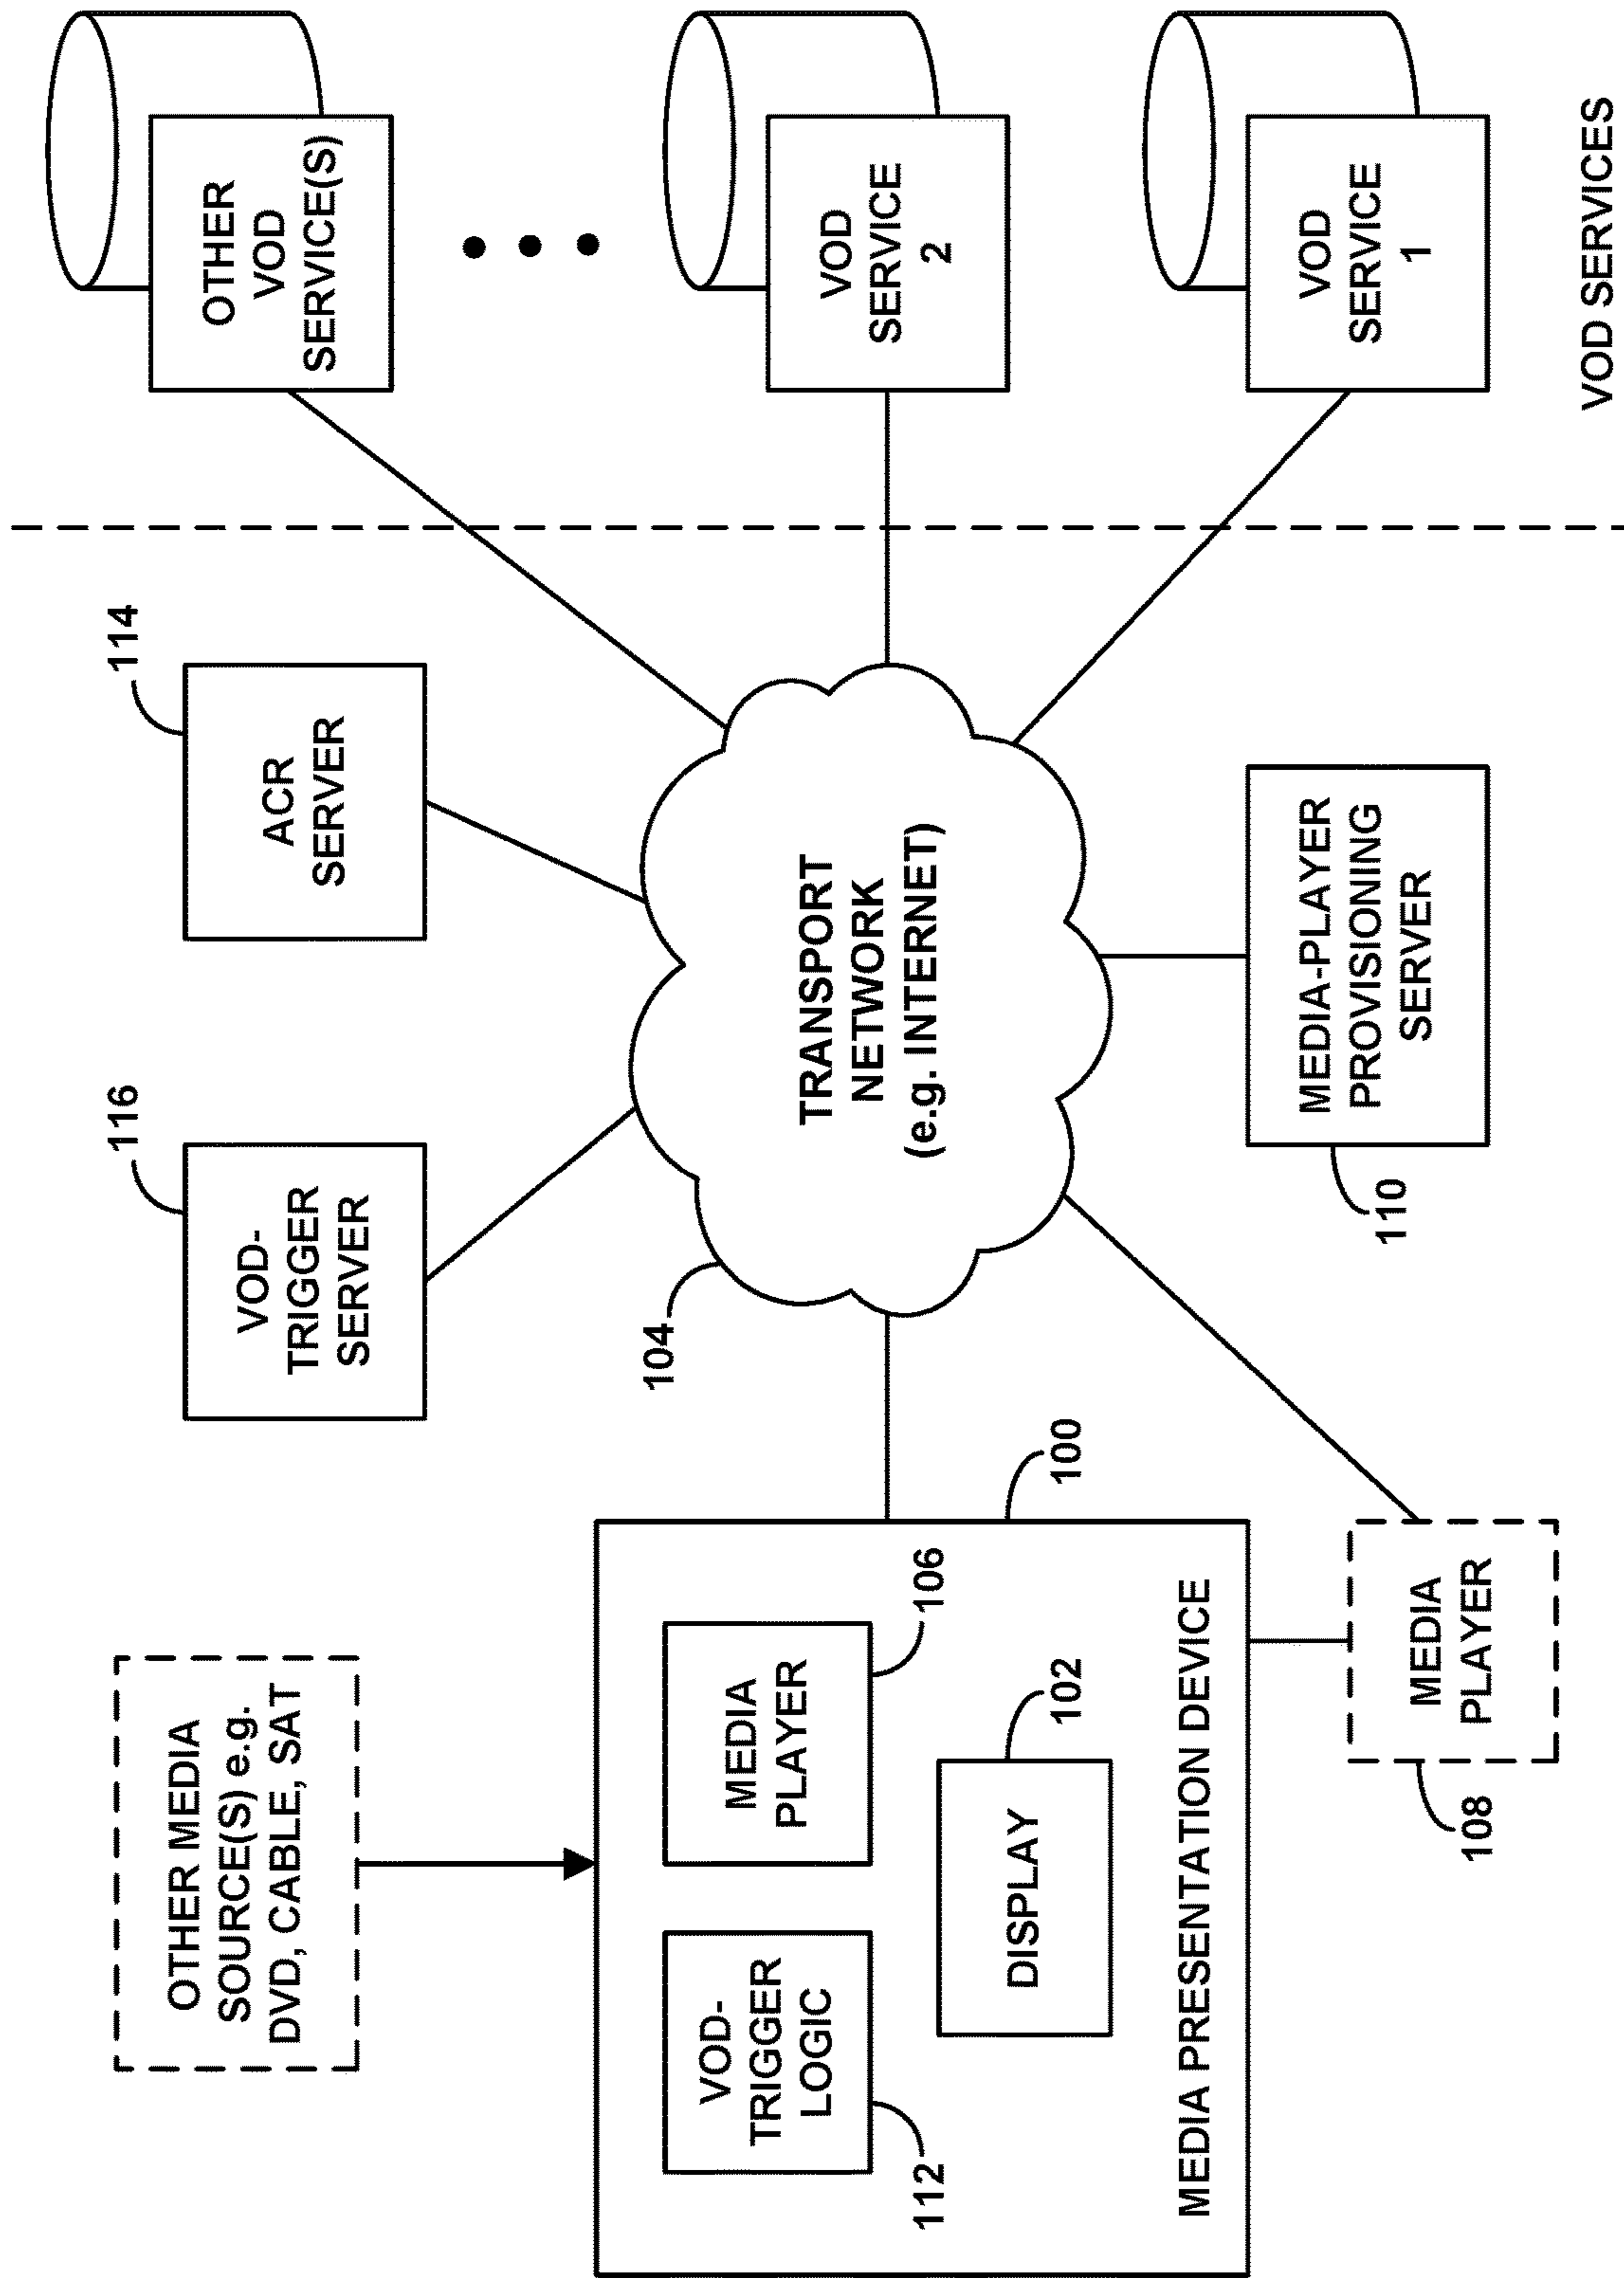 OTHER MEDIA
SOURCE(S) e.g.
DVD, CABLE, SAT
VOD-
TRIGGER
SERVER
116
ACR
SERVER
114
OTHER
VOD
SERVICE(S)
VOD-
TRIGGER
LOGIC
112
MEDIA
PLAYER
106
DISPLAY
102
MEDIA PRESENTATION DEVICE
100
104
TRANSPORT
NETWORK
(e.g. INTERNET)
VOD
SERVICE
2
MEDIA
PLAYER
108
MEDIA-PLAYER
PROVISIONING
SERVER
110
VOD
SERVICE
1
VOD SERVICES